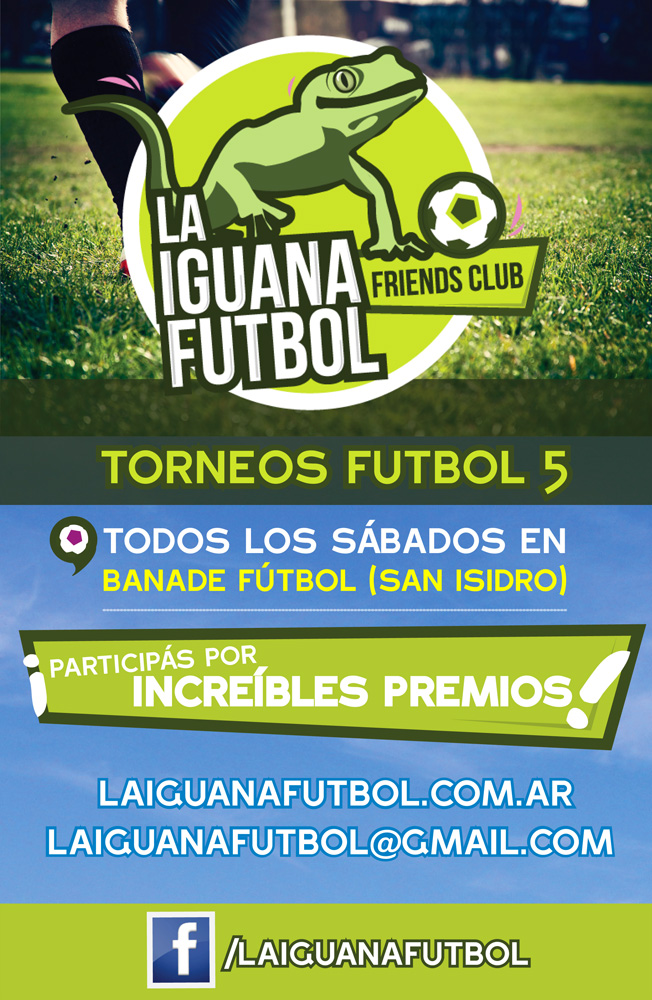 LA
IGUANA
FUTBOL
FRIENDS CLUB
TORNEOS FUTBOL 5
TODOS LOS SÁBADOS EN
BANADE FÚTBOL (SAN ISIDRO)
¡PARTICIPÁS POR
INCREÍBLES PREMIOS!
LAIGUANAFUTBOL.COM.AR
LAIGUANAFUTBOL@GMAIL.COM
f /LAIGUANAFUTBOL